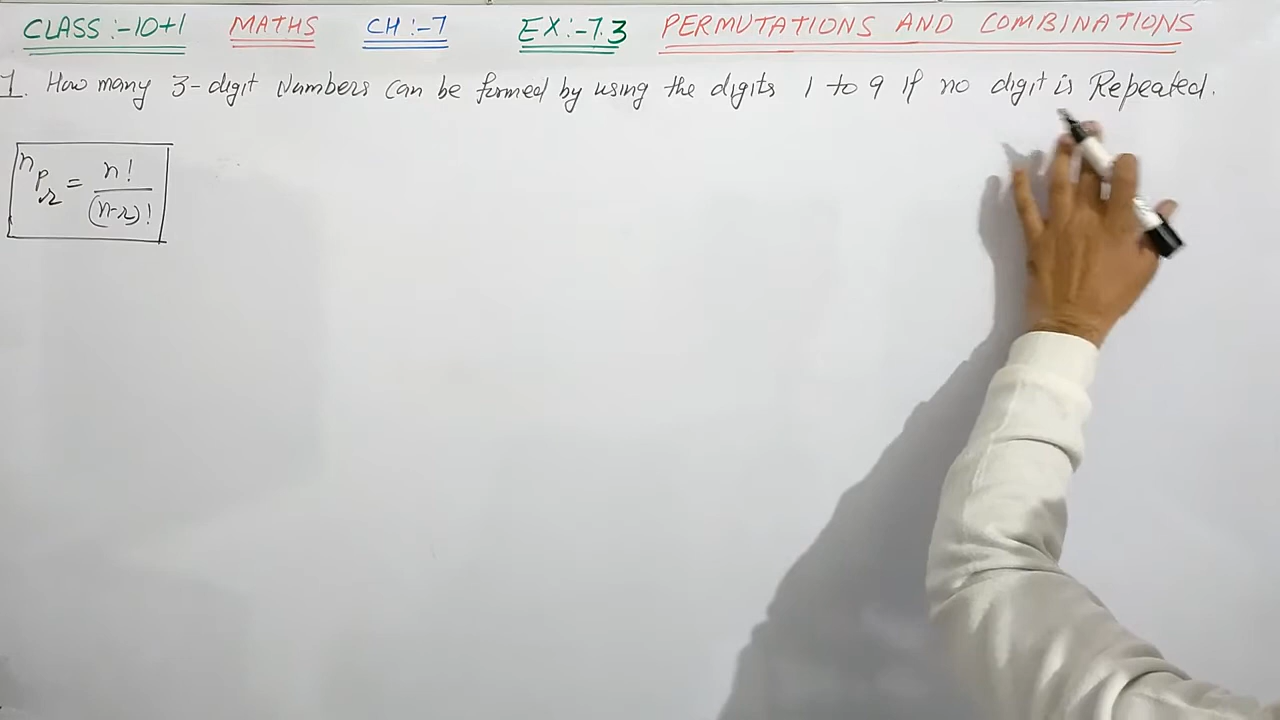 CLASS:-10+1 MATHS CH:-7 EX:-7.3 PERMUTATIONS AND COMBINATIONS
1. How many 3-digit Numbers can be formed by using the digits 1 to 9 if no digit is Repeated.
ⁿPᵣ = n!/(n-r)!